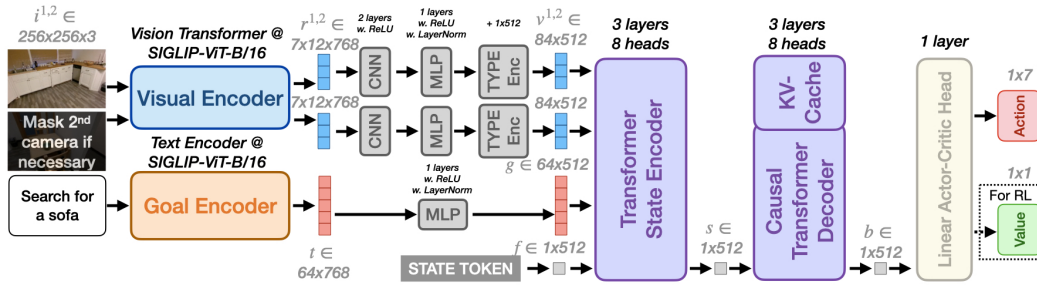 i^{1,2} ∈
256x256x3
Mask 2nd
camera if
necessary
Search for
a sofa
Vision Transformer @
SIGLIP-ViT-B/16
Visual Encoder
Text Encoder @
SIGLIP-ViT-B/16
Goal Encoder
r^{1,2} ∈
7x12x768
7x12x768
t ∈
64x768
2 layers
w. ReLU
CNN
CNN
1 layers
w. ReLU
w. LayerNorm
MLP
MLP
1 layers
w. ReLU
w. LayerNorm
MLP
+ 1x512
TYPE
Enc
TYPE
Enc
v^{1,2} ∈
84x512
84x512
g ∈ 64x512
STATE TOKEN
f ∈ 1x512
3 layers
8 heads
Transformer
State Encoder
s ∈
1x512
3 layers
8 heads
KV-
Cache
Causal
Transformer
Decoder
b ∈
1x512
1 layer
Linear Actor-Critic Head
1x7
Action
1x1
For RL
Value